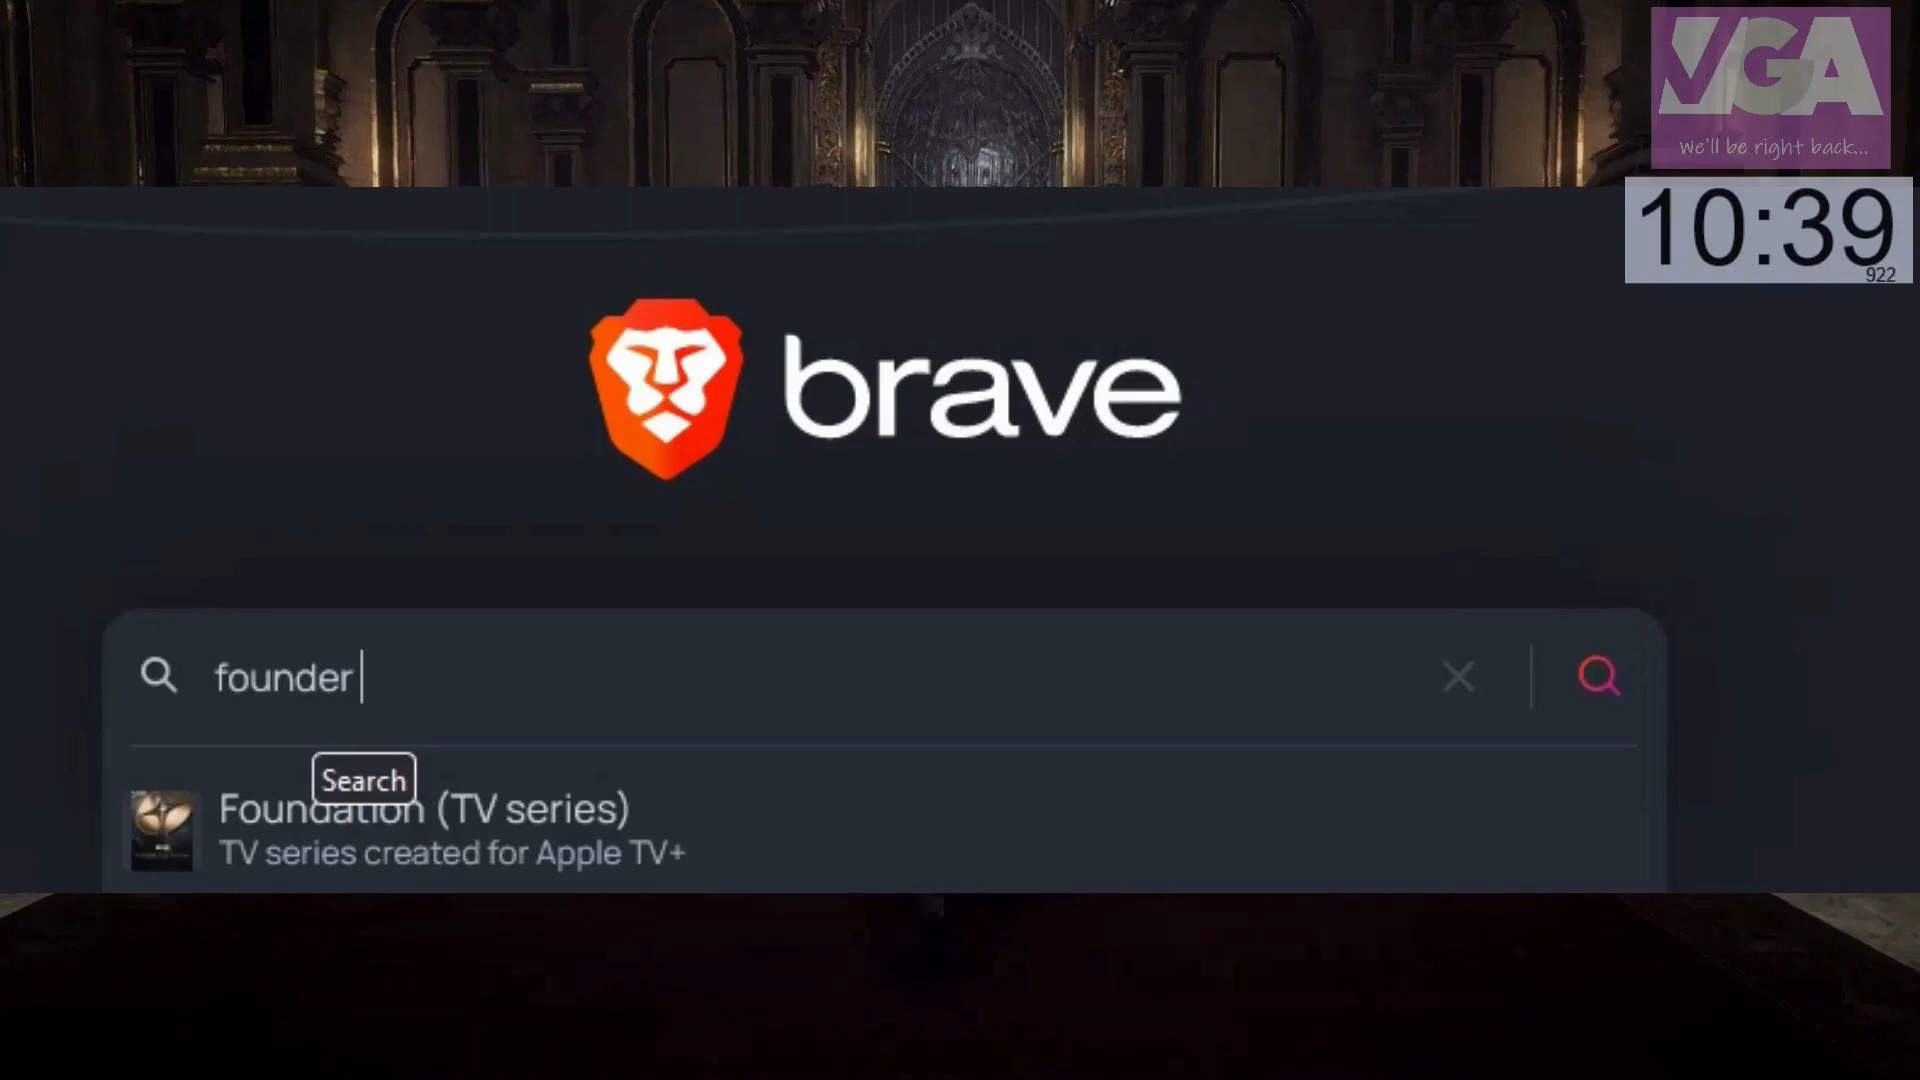 VGA
we'll be right back...
10:39
922
brave
founder
Search
Foundation (TV series)
TV series created for Apple TV+